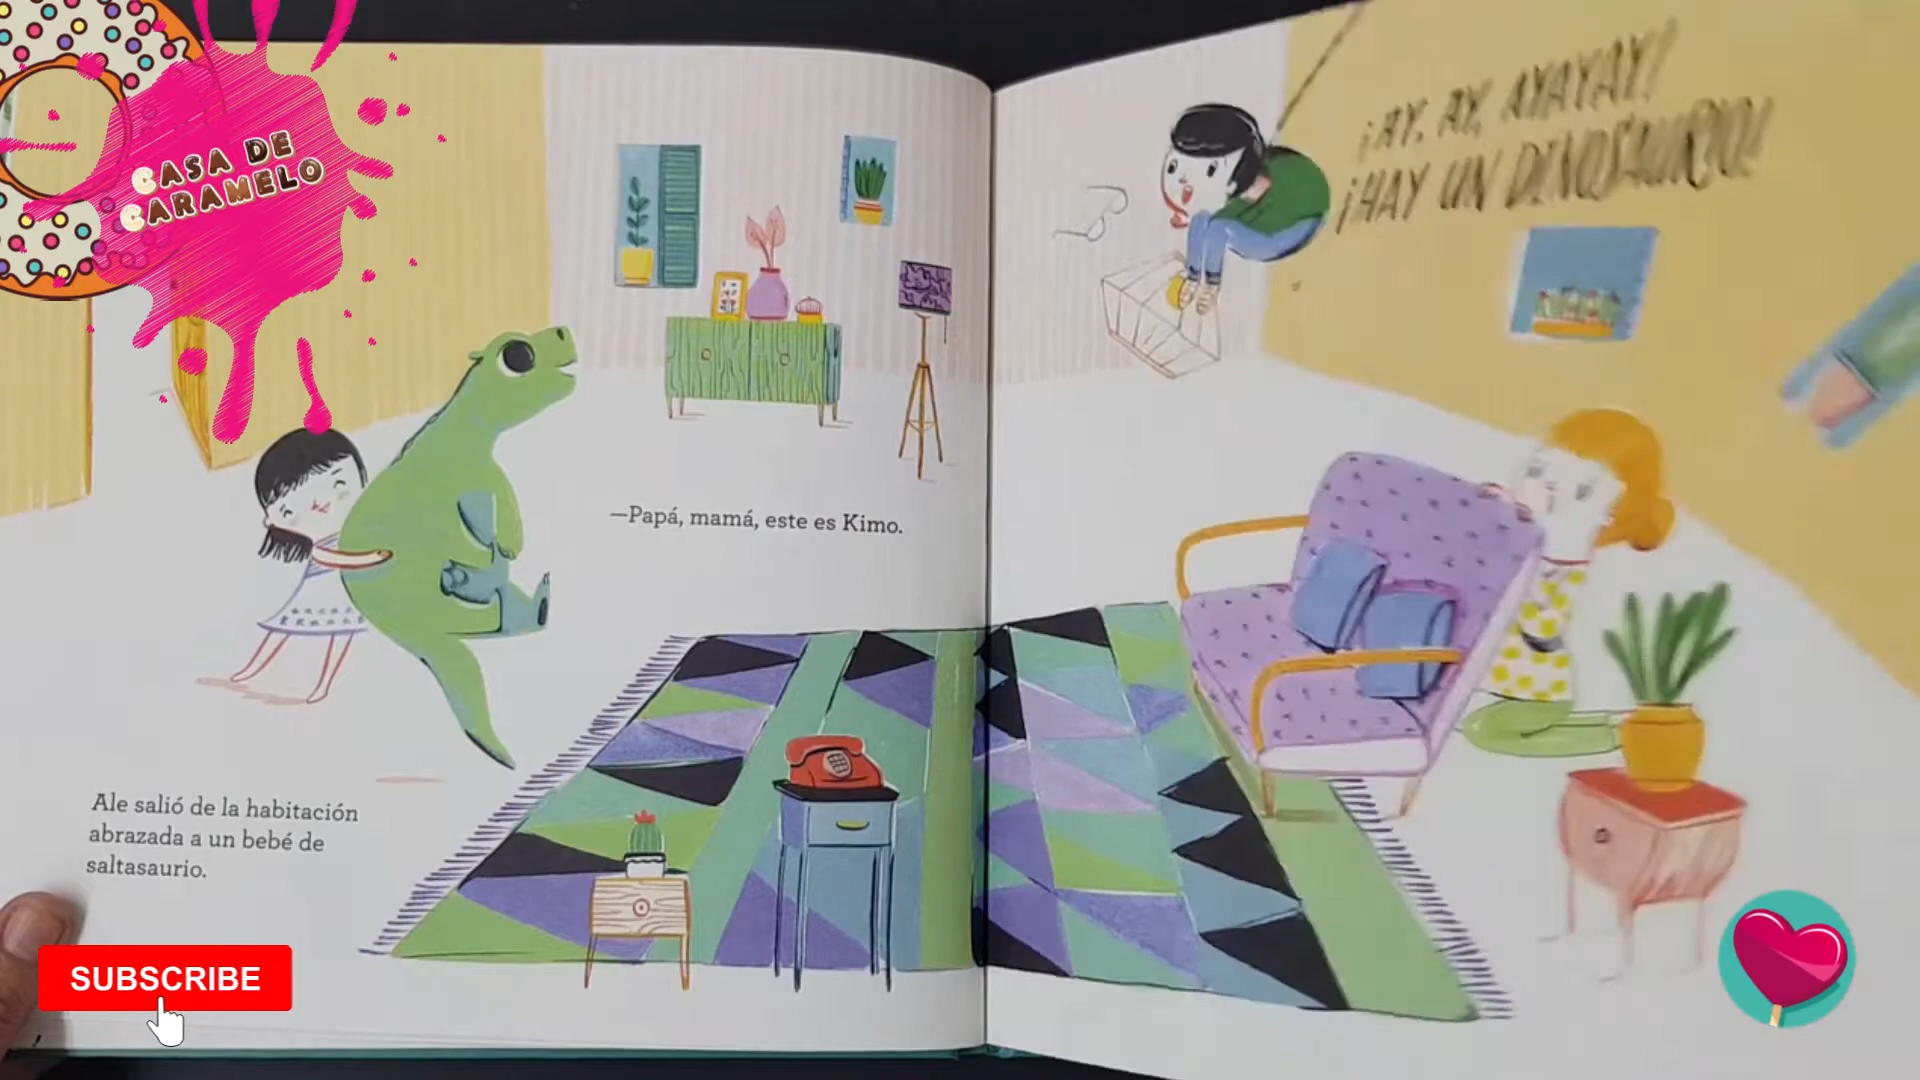 CASA DE
CARAMELO
—Papá, mamá, este es Kimo.
Ale salió de la habitación
abrazada a un bebé de
saltasaurio.
¡AY, AY, AYAYAY!
¡HAY UN DINOSAURIO!
SUBSCRIBE